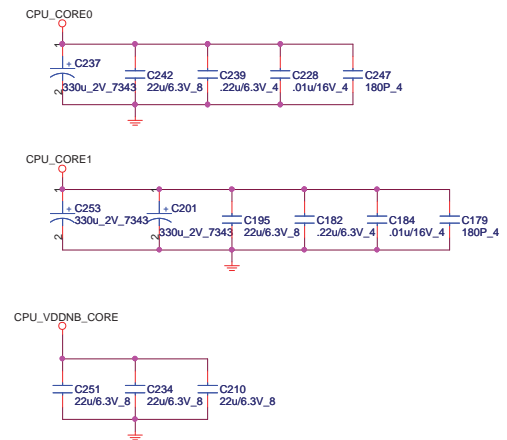 CPU_CORE0
1
+ C237
330u_2V_7343
2
C242
22u/6.3V_8
C239
.22u/6.3V_4
C228
.01u/16V_4
C247
180P_4
CPU_CORE1
1
+ C253
330u_2V_7343
2
1
+ C201
330u_2V_7343
2
C195
22u/6.3V_8
C182
.22u/6.3V_4
C184
.01u/16V_4
C179
180P_4
CPU_VDDNB_CORE
C251
22u/6.3V_8
C234
22u/6.3V_8
C210
22u/6.3V_8